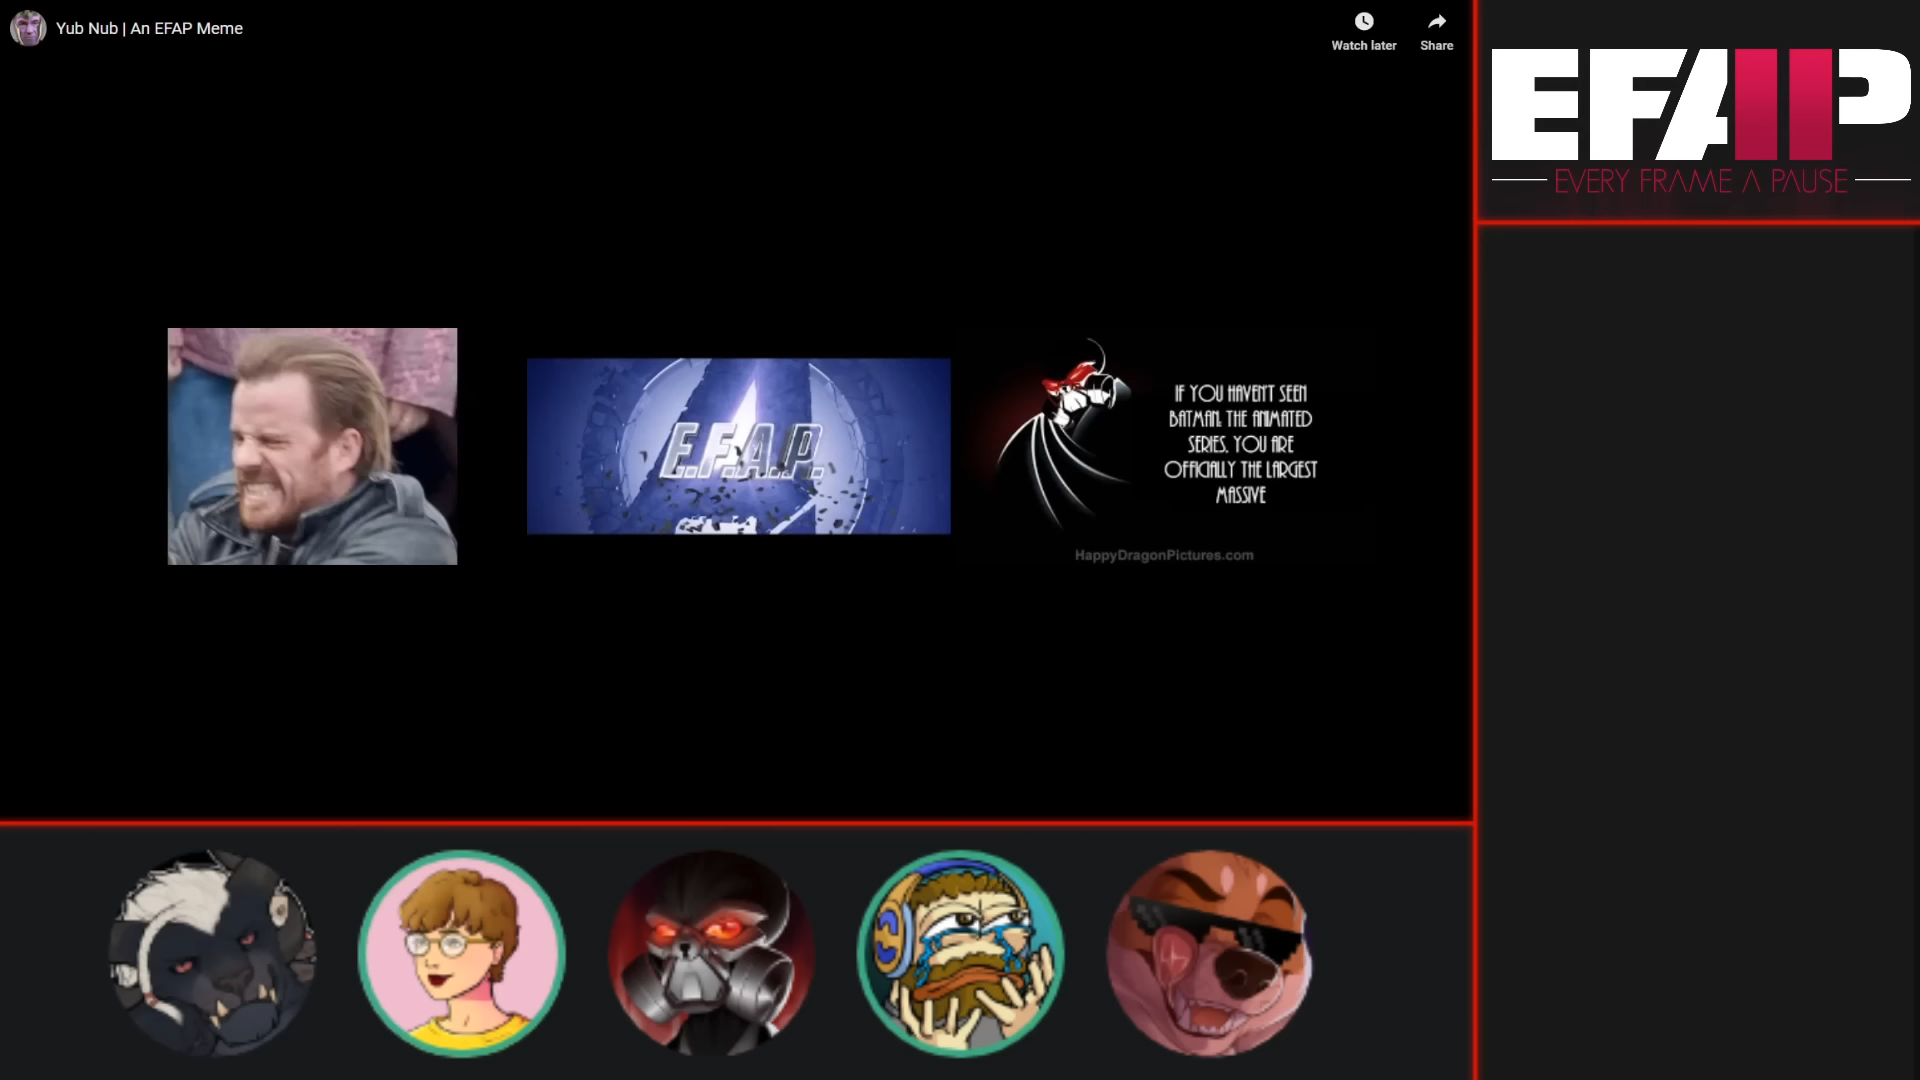 Yub Nub | An EFAP Meme
Watch later
Share
EFAP
EVERY FRAME A PAUSE
E.F.A.P.
IF YOU HAVEN'T SEEN
BATMAN: THE ANIMATED
SERIES, YOU ARE
OFFICIALLY THE LARGEST
MASSIVE
HappyDragonPictures.com